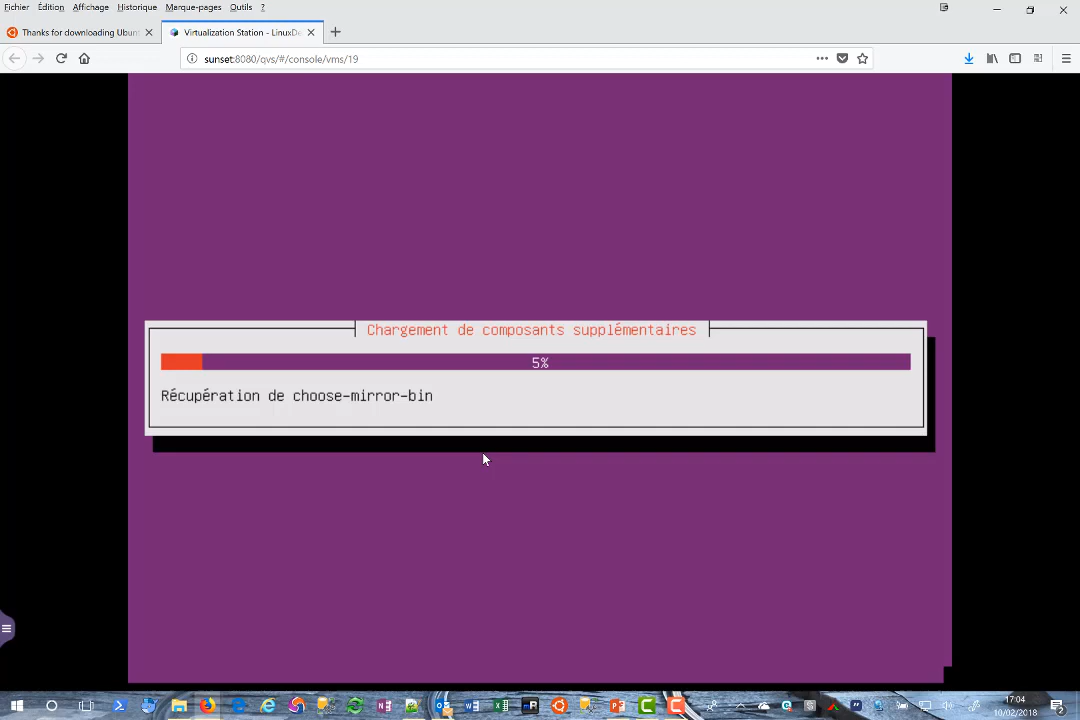 Fichier Édition Affichage Historique Marque-pages Outils ?
Thanks for downloading Ubun
Virtualization Station - LinuxDe
sunset:8080/qvs/#/console/vms/19
Chargement de composants supplémentaires
5%
Récupération de choose-mirror-bin
17:04
10/02/2018